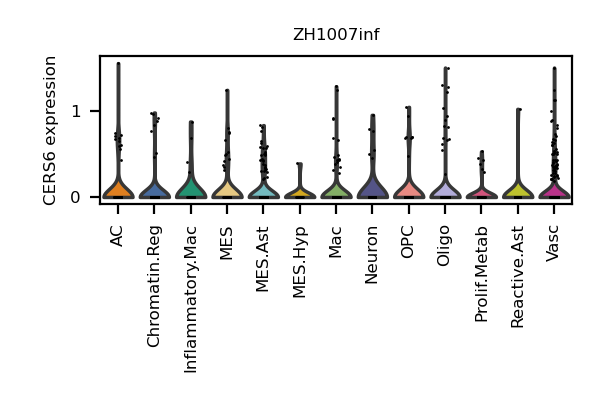 ZH1007inf
CERS6 expression
1
0
AC
Chromatin.Reg
Inflammatory.Mac
MES
MES.Ast
MES.Hyp
Mac
Neuron
OPC
Oligo
Prolif.Metab
Reactive.Ast
Vasc